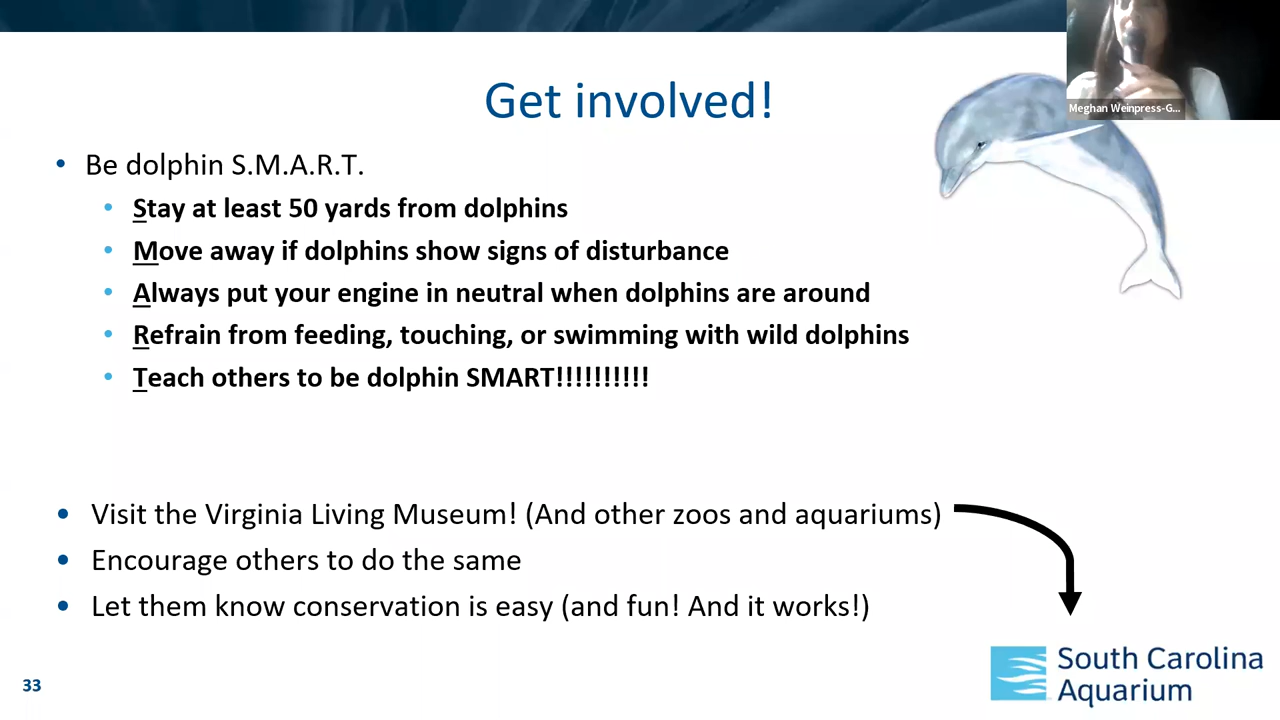 Meghan Weinpress-G...
Get involved!
• Be dolphin S.M.A.R.T.
• Stay at least 50 yards from dolphins
• Move away if dolphins show signs of disturbance
• Always put your engine in neutral when dolphins are around
• Refrain from feeding, touching, or swimming with wild dolphins
• Teach others to be dolphin SMART!!!!!!!!!!
• Visit the Virginia Living Museum! (And other zoos and aquariums)
• Encourage others to do the same
• Let them know conservation is easy (and fun! And it works!)
South Carolina
Aquarium
33